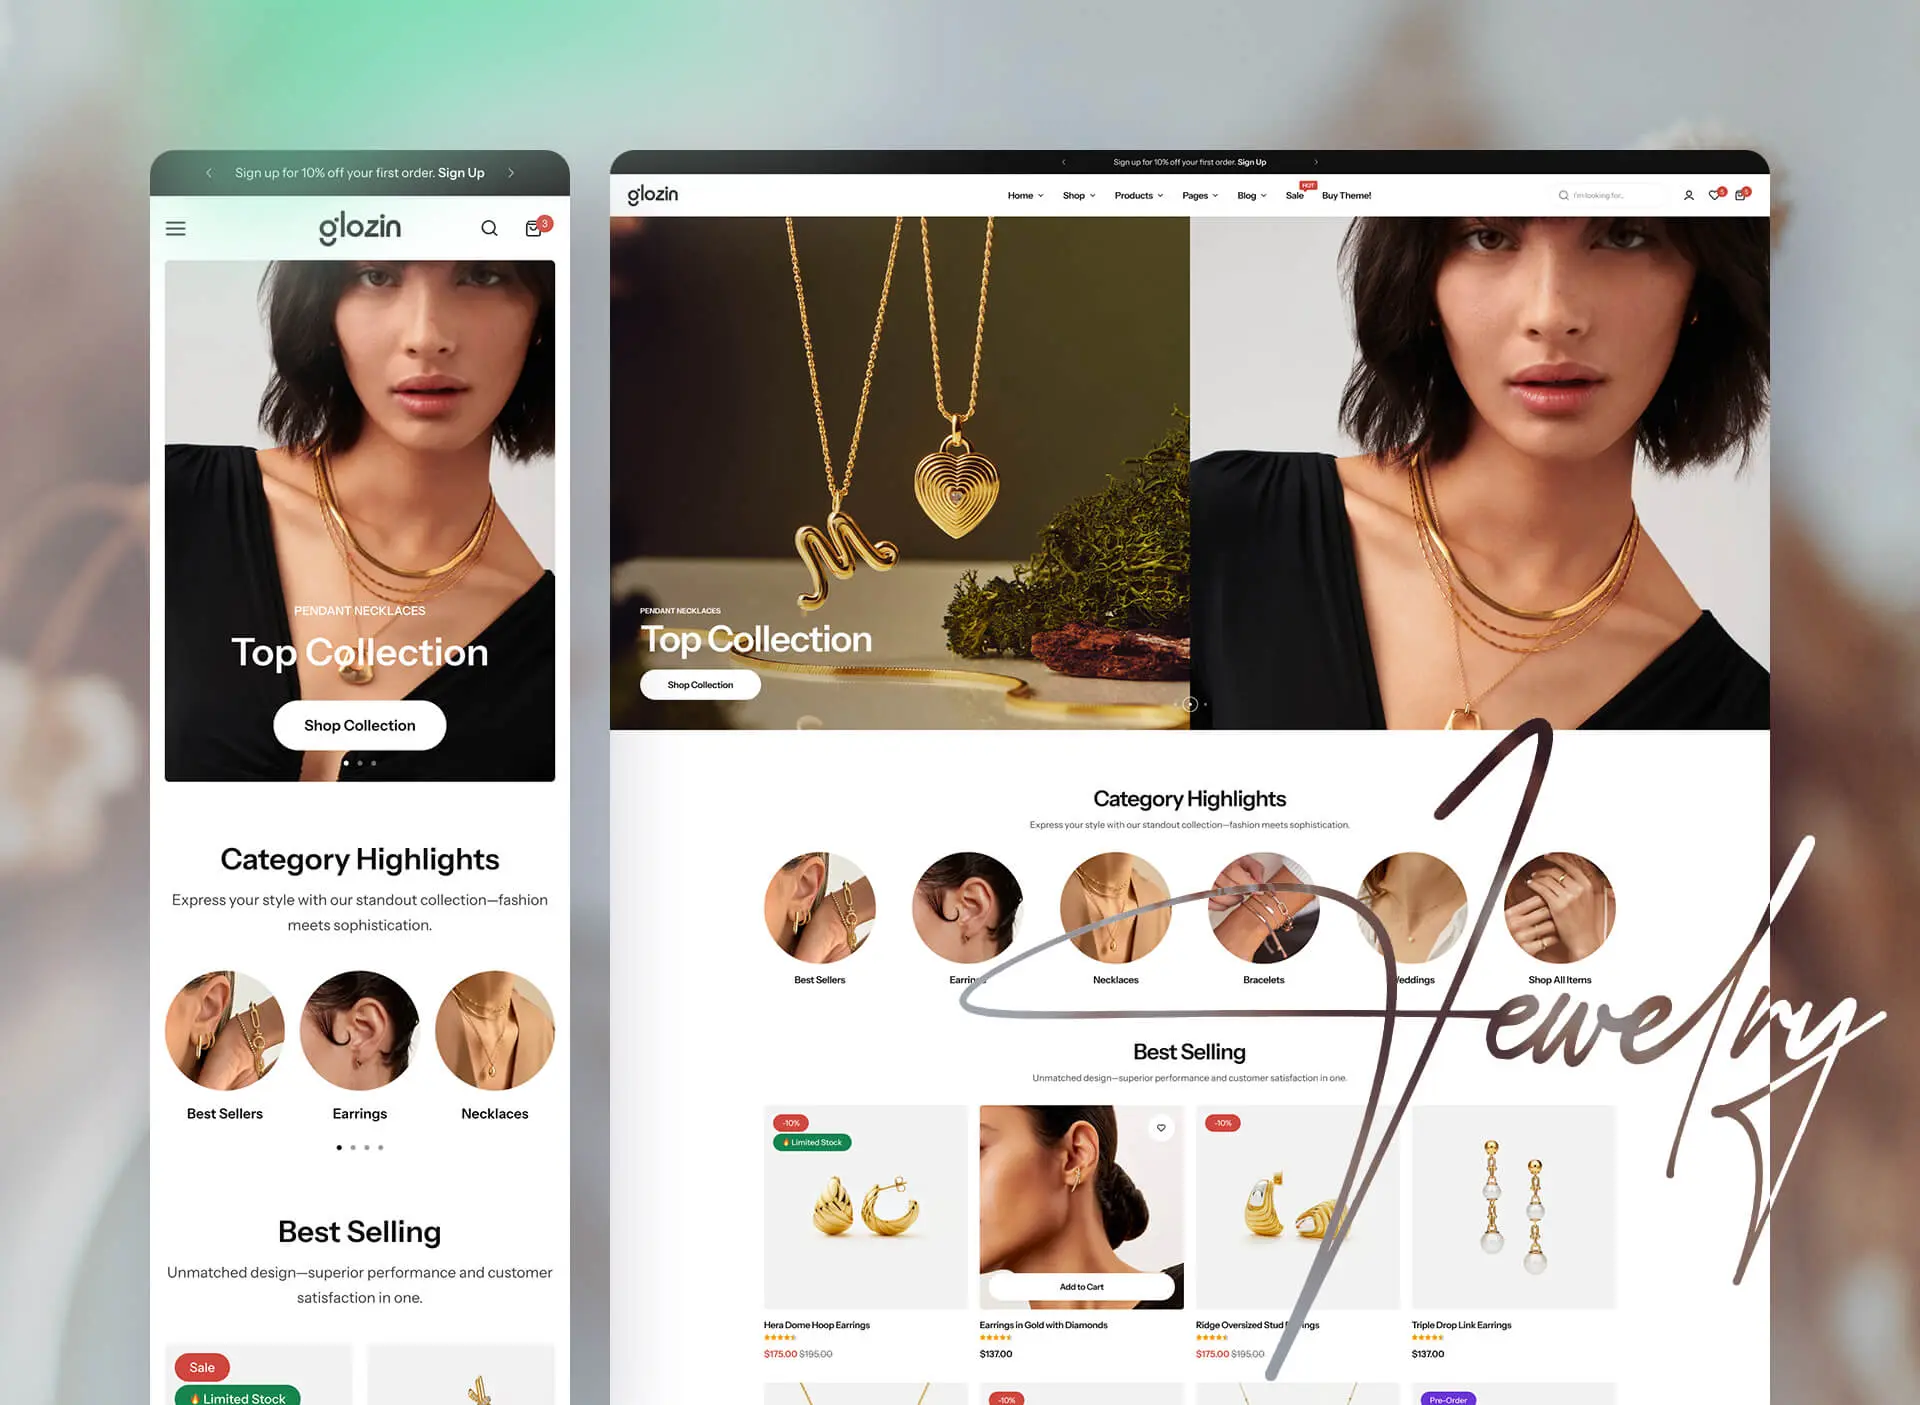 Sign up for 10% off your first order. Sign Up
glozin
3
PENDANT NECKLACES
Top Collection
Shop Collection
Category Highlights
Express your style with our standout collection—fashion
meets sophistication.
Best Sellers Earrings Necklaces
Best Selling
Unmatched design—superior performance and customer
satisfaction in one.
Sale
Limited Stock
Sign up for 10% off your first order. Sign Up
glozin
Home Shop Products Pages Blog Sale HOT Buy Theme!
I'm looking for...
PENDANT NECKLACES
Top Collection
Shop Collection
Category Highlights
Express your style with our standout collection—fashion meets sophistication.
Best Sellers Necklaces Bracelets Shop All Items
Jewelry
Best Selling
Unmatched design—superior performance and customer satisfaction in one.
-10%
Limited Stock
-10%
Add to Cart
Hera Dome Hoop Earrings
$175.00 $195.00
Earrings in Gold with Diamonds
$137.00
Ridge Oversized Stud
$175.00 $195.00
Triple Drop Link Earrings
$137.00
-10%
Pre-Order